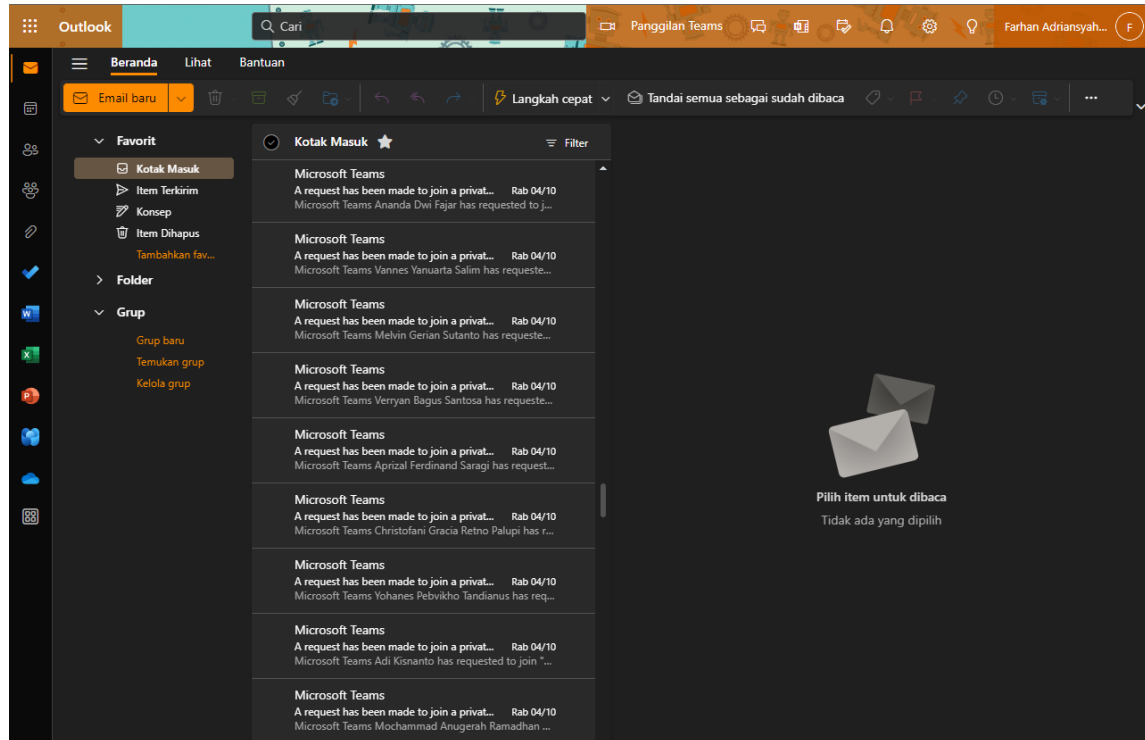 Outlook
Cari
Panggilan Teams
Farhan Adriansyah...
F
Beranda
Lihat
Bantuan
Email baru
Langkah cepat
Tandai semua sebagai sudah dibaca
Favorit
Kotak Masuk
Item Terkirim
Konsep
Item Dihapus
Tambahkan fav...
Folder
Grup
Grup baru
Temukan grup
Kelola grup
Kotak Masuk
Filter
Microsoft Teams
A request has been made to join a privat... Rab 04/10
Microsoft Teams Ananda Dwi Fajar has requested to j...
Microsoft Teams
A request has been made to join a privat... Rab 04/10
Microsoft Teams Vannes Yanuarta Salim has requeste...
Microsoft Teams
A request has been made to join a privat... Rab 04/10
Microsoft Teams Melvin Gerian Sutanto has requeste...
Microsoft Teams
A request has been made to join a privat... Rab 04/10
Microsoft Teams Verryan Bagus Santosa has requeste...
Microsoft Teams
A request has been made to join a privat... Rab 04/10
Microsoft Teams Aprizal Ferdinand Saragi has request...
Microsoft Teams
A request has been made to join a privat... Rab 04/10
Microsoft Teams Christofani Gracia Retno Palupi has r...
Microsoft Teams
A request has been made to join a privat... Rab 04/10
Microsoft Teams Yohanes Pebvikho Tandianus has req...
Microsoft Teams
A request has been made to join a privat... Rab 04/10
Microsoft Teams Adi Kisnanto has requested to join "...
Microsoft Teams
A request has been made to join a privat... Rab 04/10
Microsoft Teams Mochammad Anugerah Ramadhan ...
Pilih item untuk dibaca
Tidak ada yang dipilih